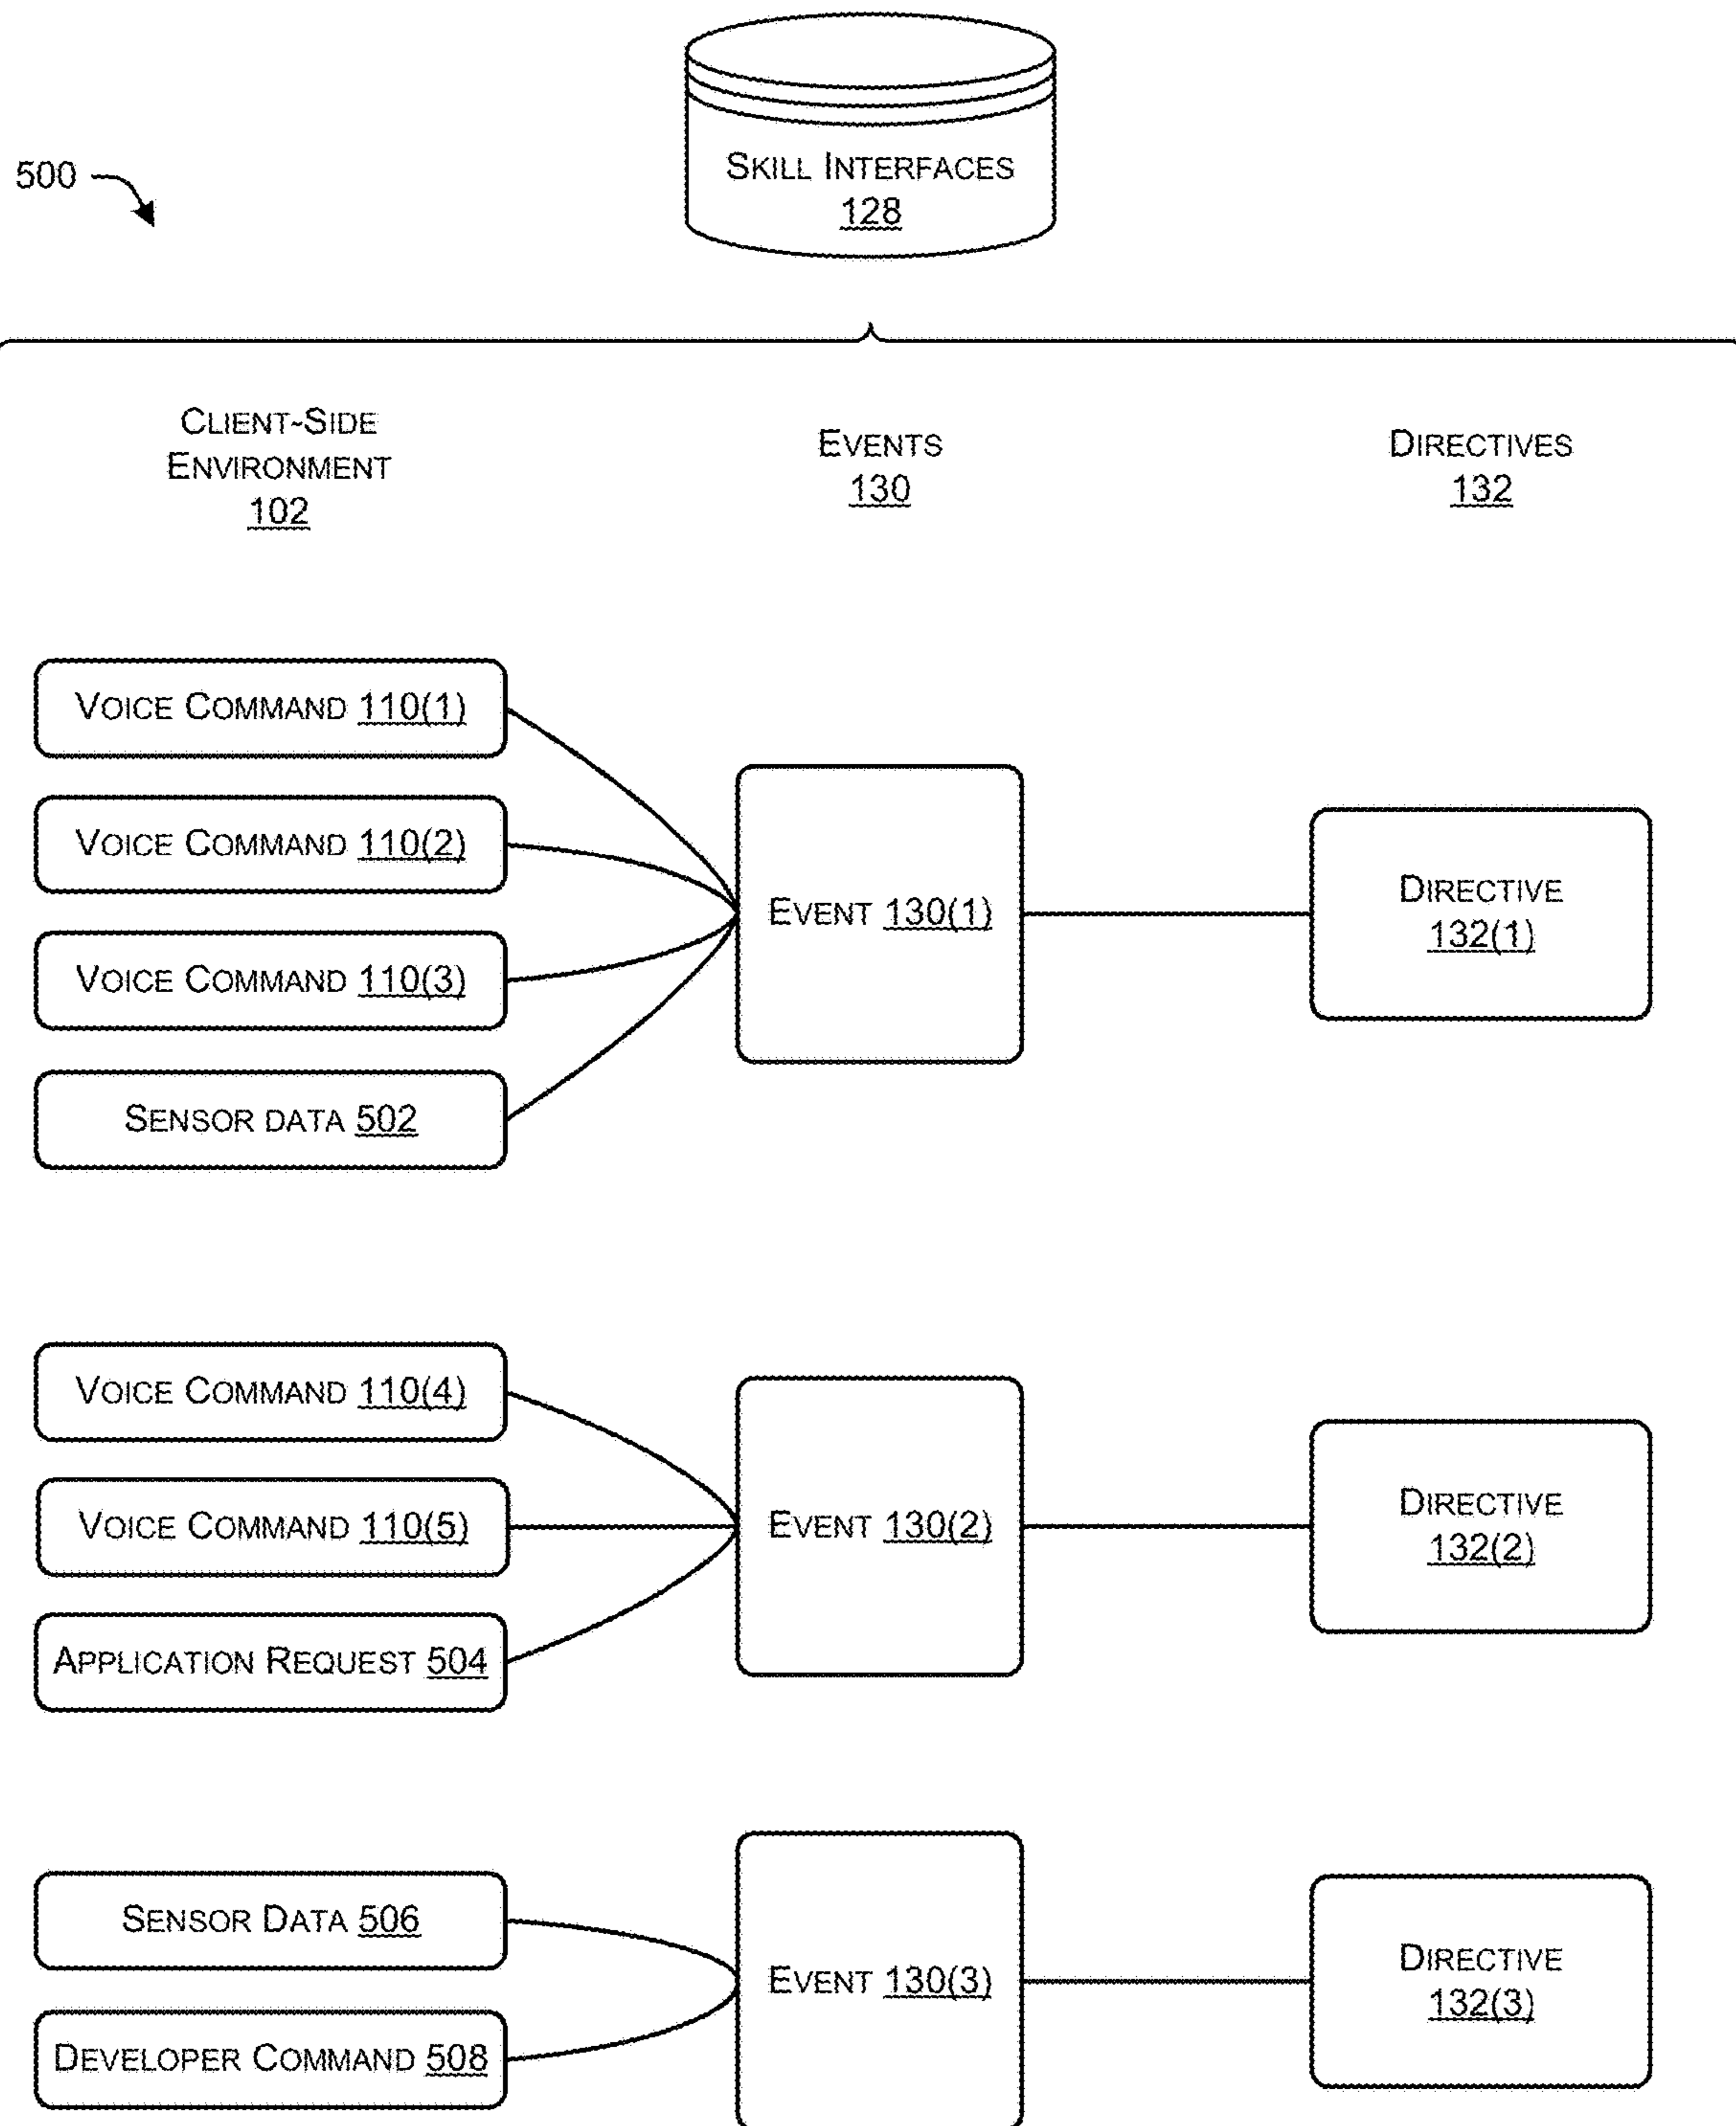 500
SKILL INTERFACES
128
CLIENT-SIDE
ENVIRONMENT
102
EVENTS
130
DIRECTIVES
132
VOICE COMMAND 110(1)
VOICE COMMAND 110(2)
VOICE COMMAND 110(3)
SENSOR DATA 502
EVENT 130(1)
DIRECTIVE
132(1)
VOICE COMMAND 110(4)
VOICE COMMAND 110(5)
APPLICATION REQUEST 504
EVENT 130(2)
DIRECTIVE
132(2)
SENSOR DATA 506
DEVELOPER COMMAND 508
EVENT 130(3)
DIRECTIVE
132(3)